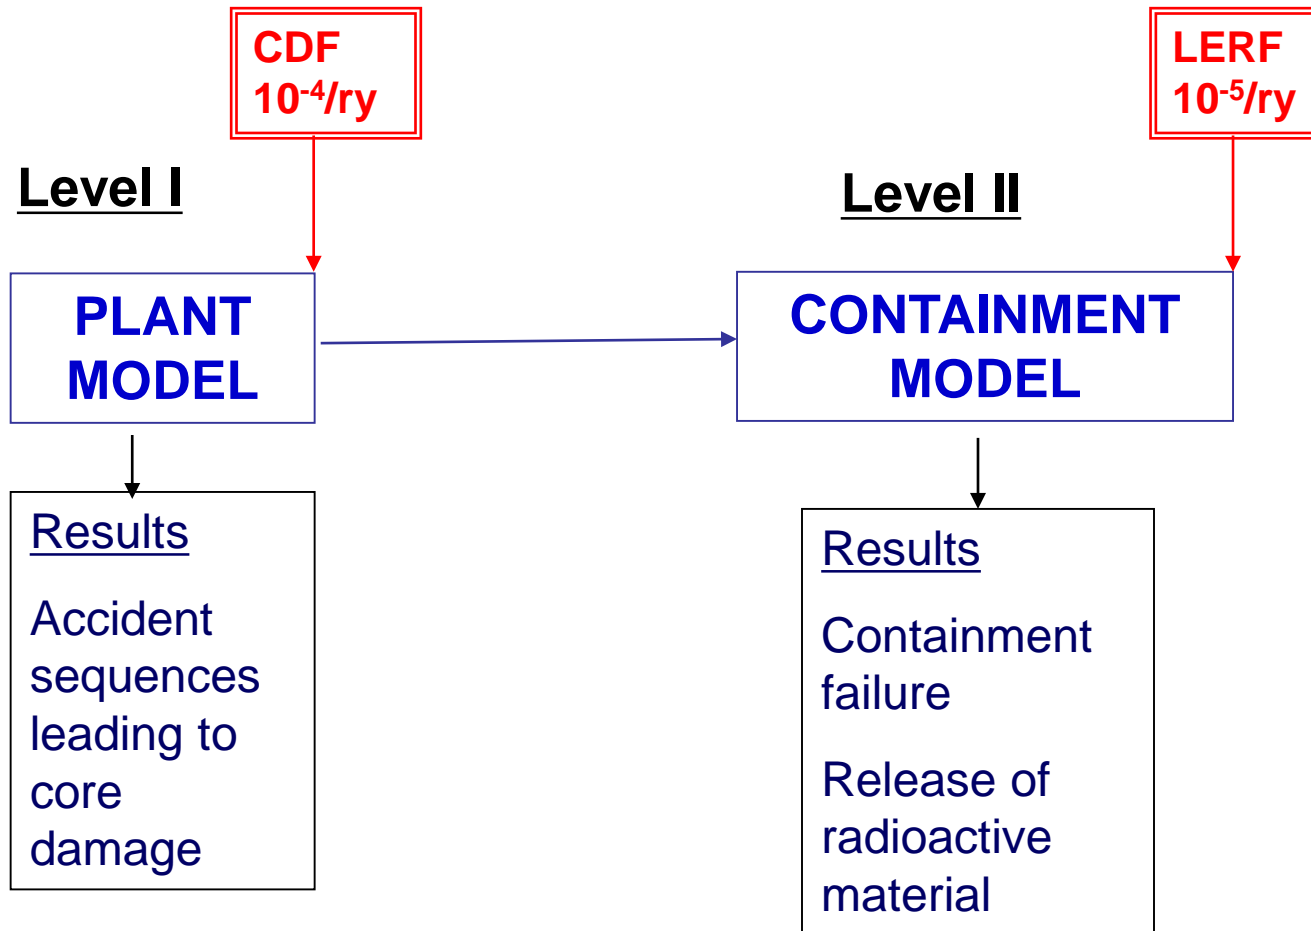 CDF
10⁻⁴/ry
LERF
10⁻⁵/ry
Level I
Level II
PLANT
MODEL
CONTAINMENT
MODEL
Results
Accident
sequences
leading to
core
damage
Results
Containment
failure
Release of
radioactive
material